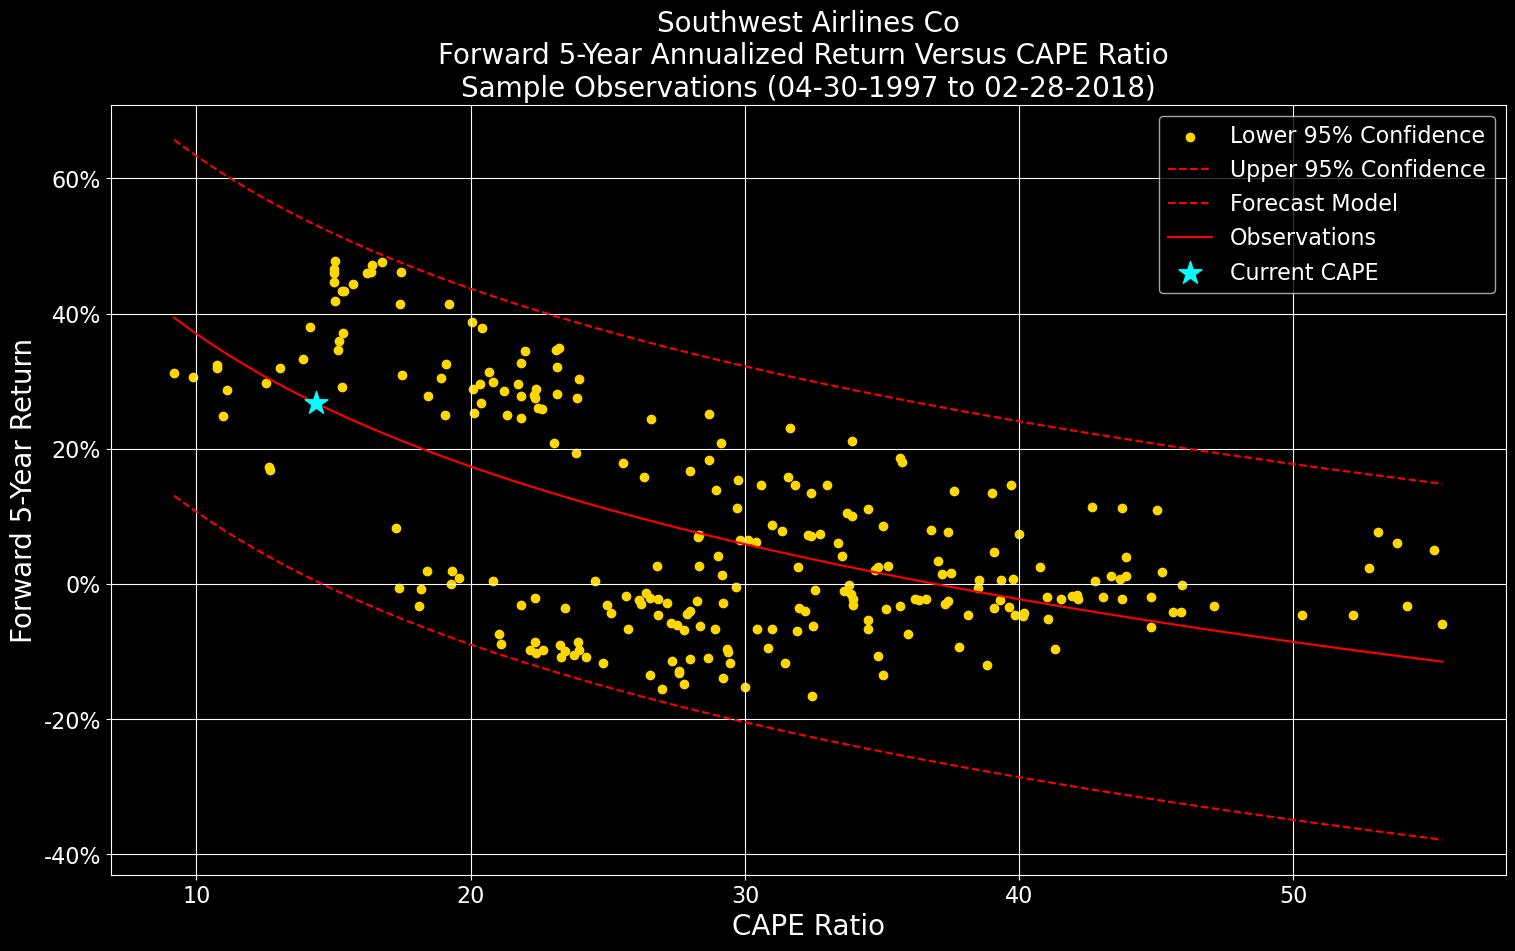 Southwest Airlines Co
Forward 5-Year Annualized Return Versus CAPE Ratio
Sample Observations (04-30-1997 to 02-28-2018)
Lower 95% Confidence
Upper 95% Confidence
Forecast Model
Observations
Current CAPE
Forward 5-Year Return
60%
40%
20%
0%
-20%
-40%
10 20 30 40 50
CAPE Ratio